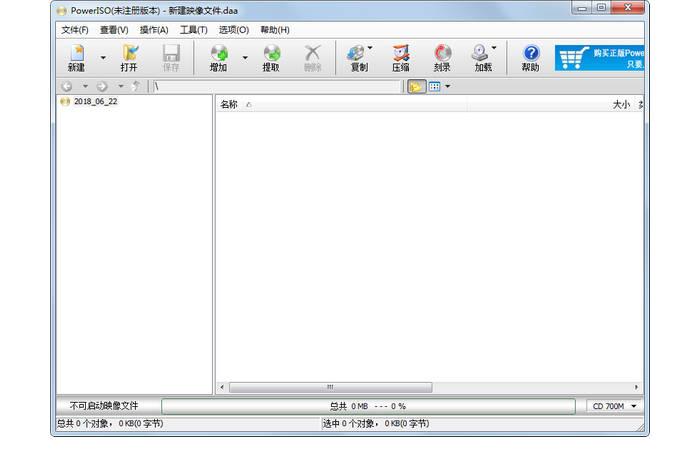 PowerISO(未注册版本) - 新建映像文件.daa
文件(F) 查看(V) 操作(A) 工具(T) 选项(O) 帮助(H)
新建 打开 保存 增加 提取 删除 复制 压缩 刻录 加载 帮助
购买正版Powe
只要
\
2018_06_22
名称 大小
不可启动映像文件 总共 0 MB --- 0 % CD 700M
总共 0 个对象， 0 KB(0 字节) 选中 0 个对象， 0 KB(0 字节)